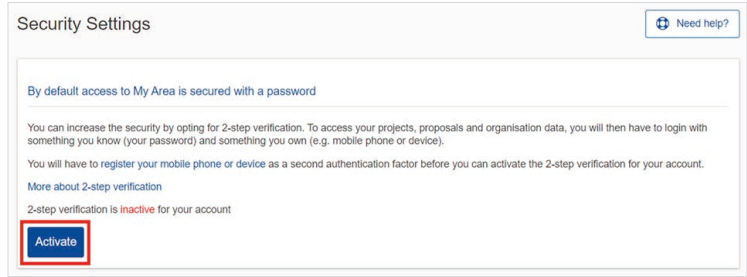 Security Settings
Need help?
By default access to My Area is secured with a password
You can increase the security by opting for 2-step verification. To access your projects, proposals and organisation data, you will then have to login with
something you know (your password) and something you own (e.g. mobile phone or device).
You will have to register your mobile phone or device as a second authentication factor before you can activate the 2-step verification for your account.
More about 2-step verification
2-step verification is inactive for your account
Activate